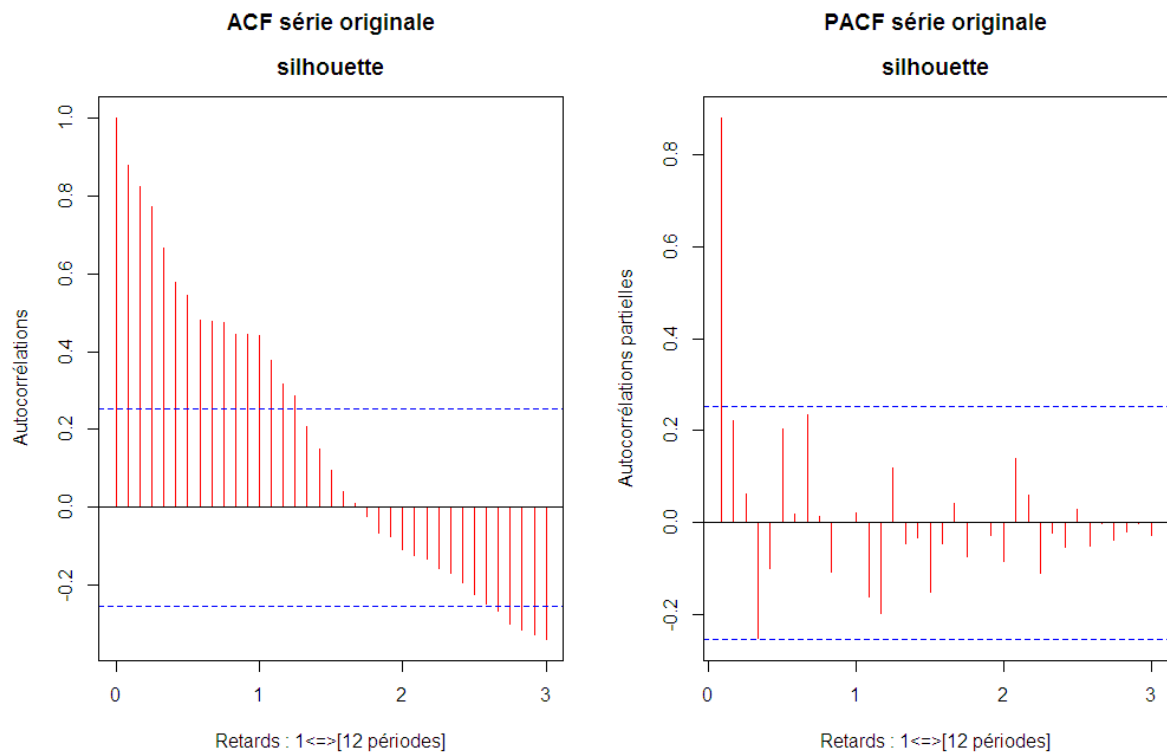 ACF série originale
silhouette
Autocorrélations
1.0
0.8
0.6
0.4
0.2
0.0
-0.2
0
1
2
3
Retards : 1<=>[12 périodes]
PACF série originale
silhouette
Autocorrélations partielles
0.8
0.6
0.4
0.2
0.0
-0.2
0
1
2
3
Retards : 1<=>[12 périodes]